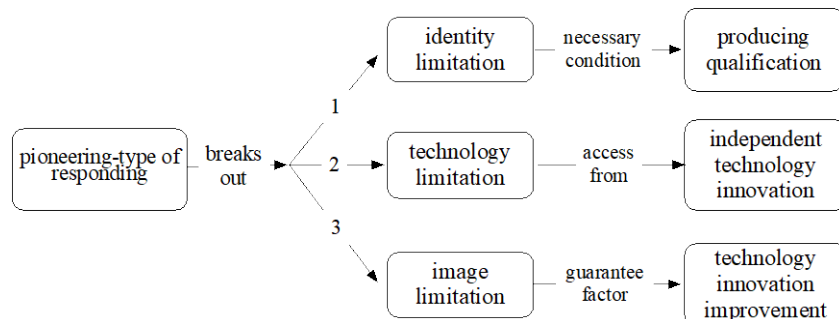 pioneering-type of
responding
breaks
out
1
2
3
identity
limitation
necessary
condition
producing
qualification
technology
limitation
access
from
independent
technology
innovation
image
limitation
guarantee
factor
technology
innovation
improvement